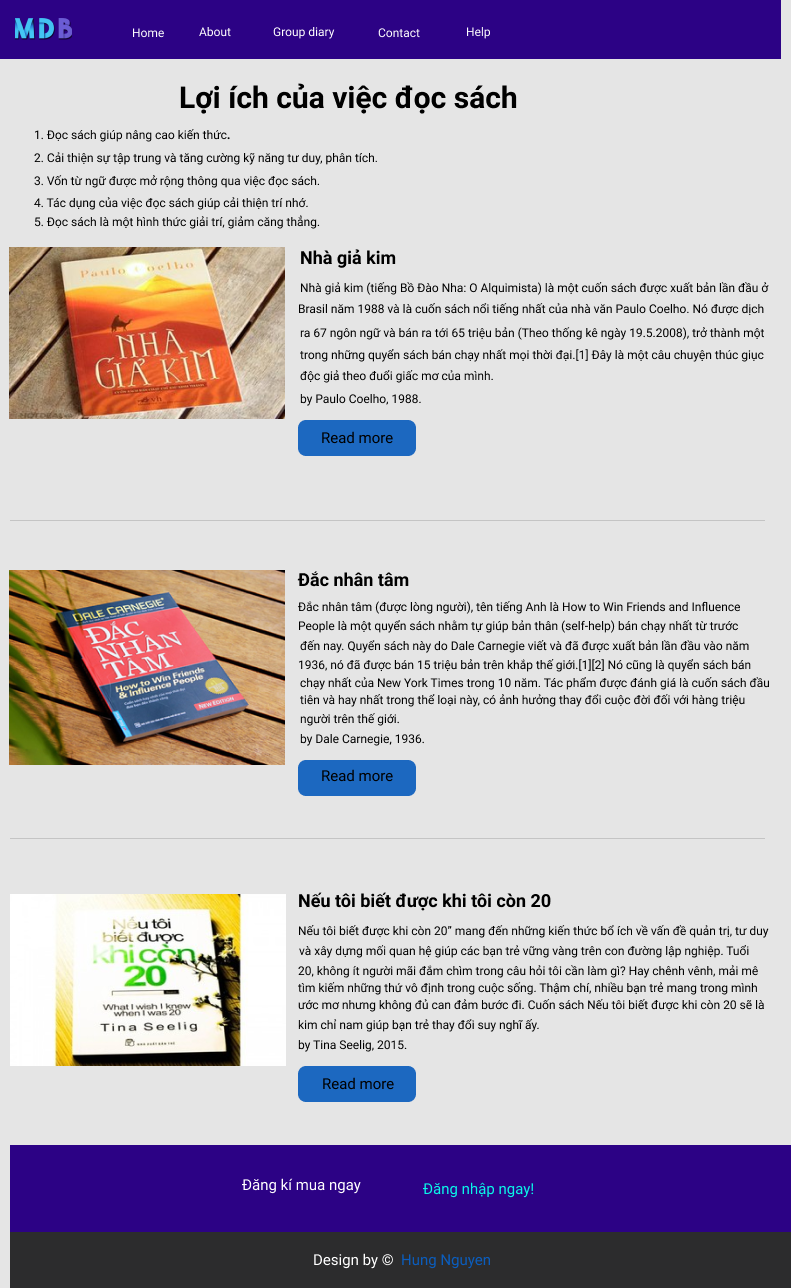 MDB
Home About Group diary Contact Help
Lợi ích của việc đọc sách
1. Đọc sách giúp nâng cao kiến thức.
2. Cải thiện sự tập trung và tăng cường kỹ năng tư duy, phân tích.
3. Vốn từ ngữ được mở rộng thông qua việc đọc sách.
4. Tác dụng của việc đọc sách giúp cải thiện trí nhớ.
5. Đọc sách là một hình thức giải trí, giảm căng thẳng.
Paulo Coelho
NHÀ
GIẢ KIM
Nhà giả kim
Nhà giả kim (tiếng Bồ Đào Nha: O Alquimista) là một cuốn sách được xuất bản lần đầu ở
Brasil năm 1988 và là cuốn sách nổi tiếng nhất của nhà văn Paulo Coelho. Nó được dịch
ra 67 ngôn ngữ và bán ra tới 65 triệu bản (Theo thống kê ngày 19.5.2008), trở thành một
trong những quyển sách bán chạy nhất mọi thời đại.[1] Đây là một câu chuyện thúc giục
độc giả theo đuổi giấc mơ của mình.
by Paulo Coelho, 1988.
Read more
DALE CARNEGIE
ĐẮC
NHÂN
TÂM
How to Win Friends
& Influence People
NEW EDITION
Đắc nhân tâm
Đắc nhân tâm (được lòng người), tên tiếng Anh là How to Win Friends and Influence
People là một quyển sách nhằm tự giúp bản thân (self-help) bán chạy nhất từ trước
đến nay. Quyển sách này do Dale Carnegie viết và đã được xuất bản lần đầu vào năm
1936, nó đã được bán 15 triệu bản trên khắp thế giới.[1][2] Nó cũng là quyển sách bán
chạy nhất của New York Times trong 10 năm. Tác phẩm được đánh giá là cuốn sách đầu
tiên và hay nhất trong thể loại này, có ảnh hưởng thay đổi cuộc đời đối với hàng triệu
người trên thế giới.
by Dale Carnegie, 1936.
Read more
Nếu tôi
biết được
khi còn
20
What I wish I knew
when I was 20
Tina Seelig
Nếu tôi biết được khi tôi còn 20
Nếu tôi biết được khi còn 20” mang đến những kiến thức bổ ích về vấn đề quản trị, tư duy
và xây dựng mối quan hệ giúp các bạn trẻ vững vàng trên con đường lập nghiệp. Tuổi
20, không ít người mãi đắm chìm trong câu hỏi tôi cần làm gì? Hay chênh vênh, mải mê
tìm kiếm những thứ vô định trong cuộc sống. Thậm chí, nhiều bạn trẻ mang trong mình
ước mơ nhưng không đủ can đảm bước đi. Cuốn sách Nếu tôi biết được khi còn 20 sẽ là
kim chỉ nam giúp bạn trẻ thay đổi suy nghĩ ấy.
by Tina Seelig, 2015.
Read more
Đăng kí mua ngay Đăng nhập ngay!
Design by © Hung Nguyen